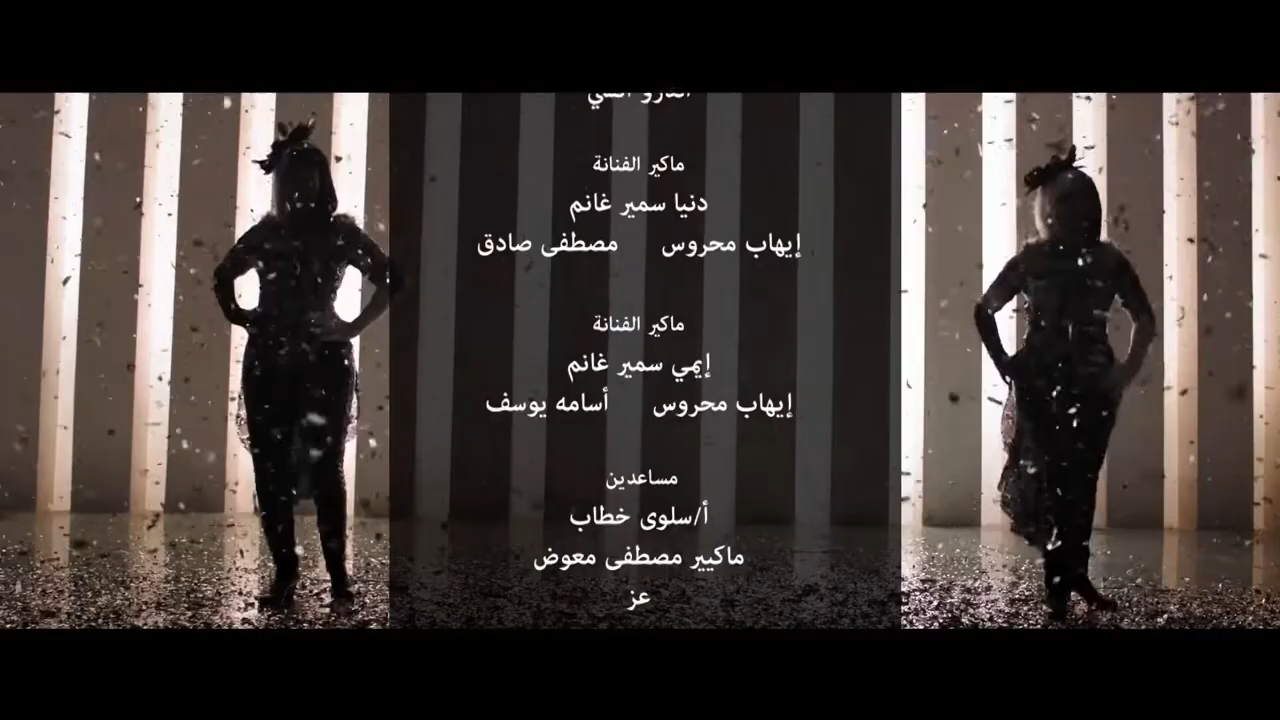 ماكير الفنانة
دنيا سمير غانم
إيهاب محروس مصطفى صادق
ماكير الفنانة
إيمي سمير غانم
إيهاب محروس أسامه يوسف
مساعدين
أ/سلوى خطاب
ماكيير مصطفى معوض
عز